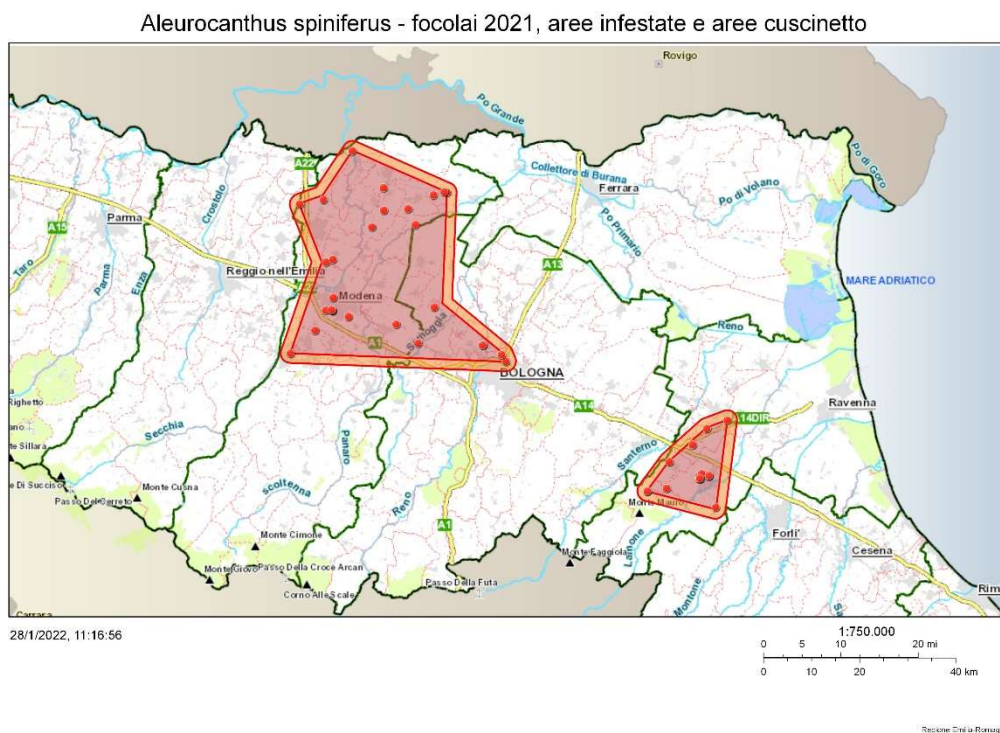 Aleurocanthus spiniferus - focolai 2021, aree infestate e aree cuscinetto
Rovigo
Po Grande
A22
Collettore di Burana
Po di Goro
Ferrara
Po di Volano
Crostolo
Parma
A15
Po Primario
Parma
Enza
Taro
A13
Reggio nell'Emilia
MARE ADRIATICO
Modena
Samoggia
A1
Reno
BOLOGNA
A14
Ravenna
A14DIR
Righetto
Secchia
Panaro
Santerno
Sillara
Di Succiso
Monte Cusna
scoltenna
Reno
Passo Del Cerreto
Monte Mauro
A1
Forli'
Monte Cimone
Lamone
Monte Faggiola
Cesena
Monte Giovo
Passo Della Croce Arcan
Corno Alle Scale
Passo Della Futa
Montone
Rim
Carrara
28/1/2022, 11:16:56
1:750.000
0 5 10 20 mi
0 10 20 40 km
Regione Emilia-Romag